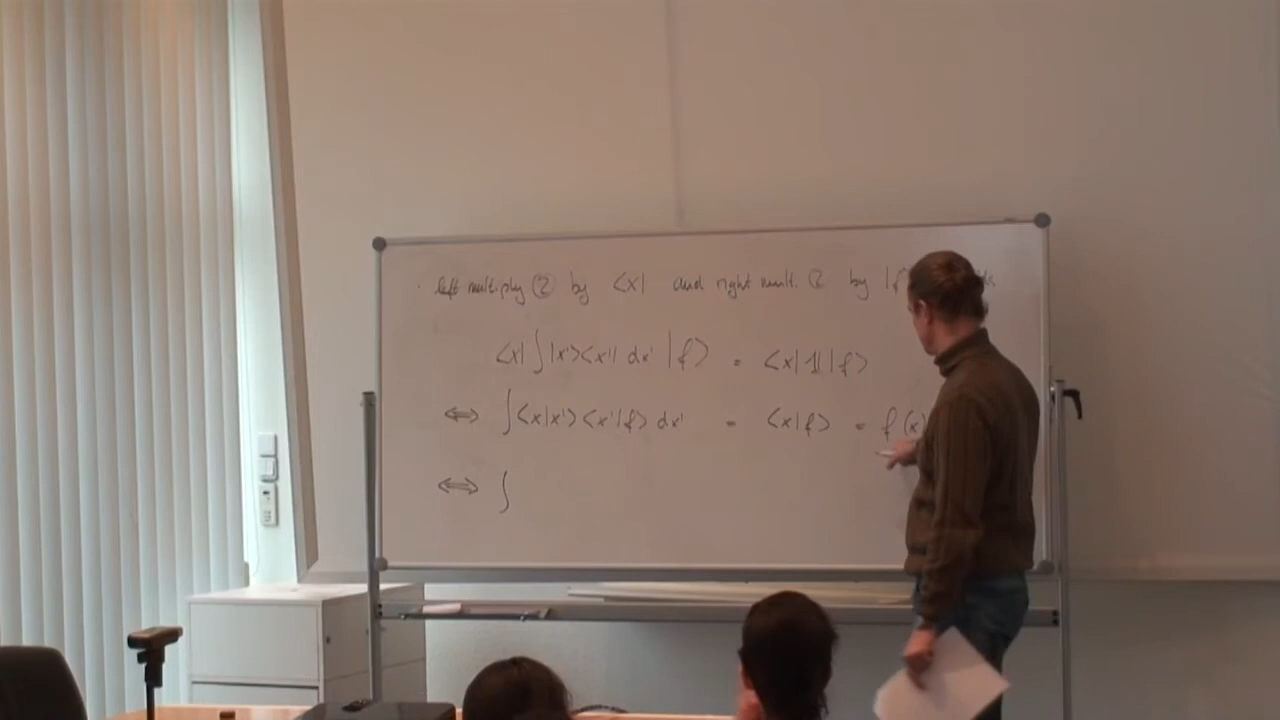 · left multiply ② by <x| and right mult. ② by |f
<x| ∫ |x'><x'| dx' |f> = <x|𝟙|f>
⟺ ∫ <x|x'> <x'|f> dx' = <x|f> = f(x)
⟺ ∫